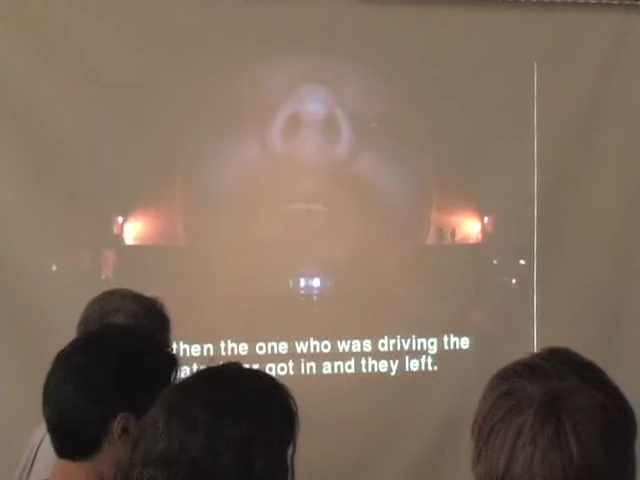 then the one who was driving the
got in and they left.